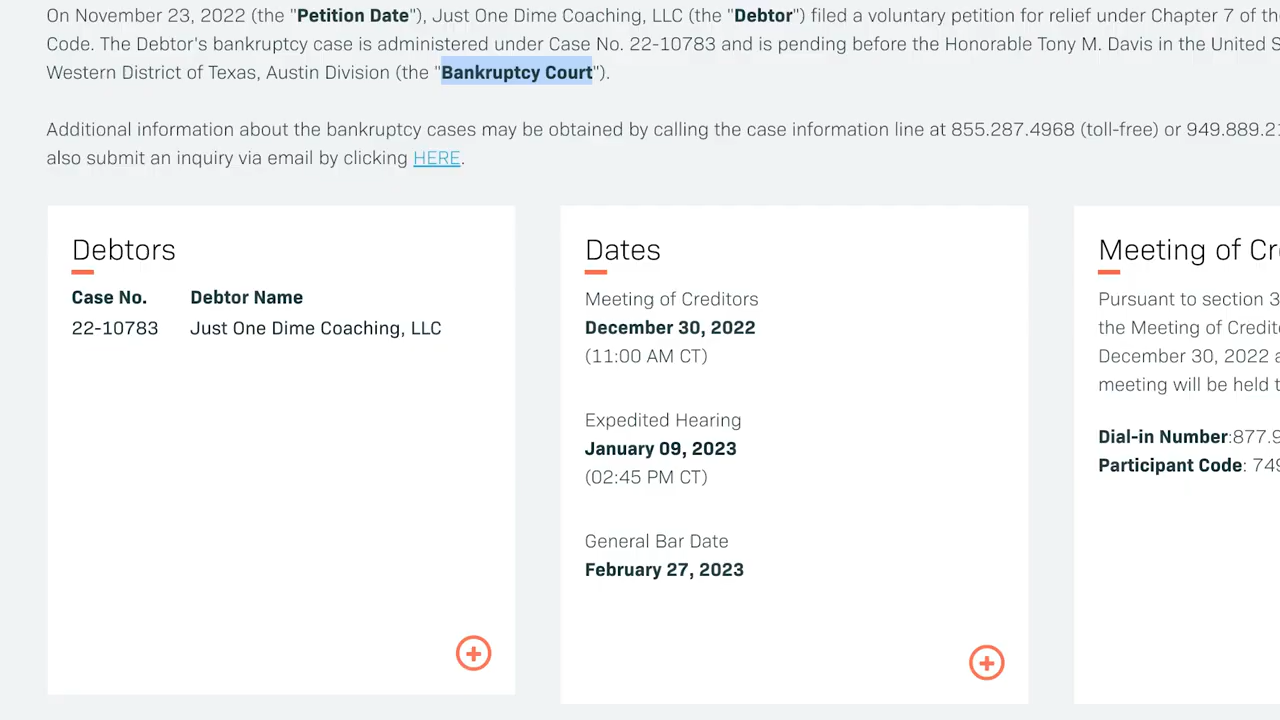 On November 23, 2022 (the "Petition Date"), Just One Dime Coaching, LLC (the "Debtor") filed a voluntary petition for relief under Chapter 7 of
Code. The Debtor's bankruptcy case is administered under Case No. 22-10783 and is pending before the Honorable Tony M. Davis in the United
Western District of Texas, Austin Division (the "Bankruptcy Court").
Additional information about the bankruptcy cases may be obtained by calling the case information line at 855.287.4968 (toll-free) or 949.889.
also submit an inquiry via email by clicking HERE.
Debtors
Case No. Debtor Name
22-10783 Just One Dime Coaching, LLC
Dates
Meeting of Creditors
December 30, 2022
(11:00 AM CT)
Expedited Hearing
January 09, 2023
(02:45 PM CT)
General Bar Date
February 27, 2023
Meeting of
Pursuant to section
the Meeting of
December 30, 2022
meeting will be held
Dial-in Number:877.
Participant Code: